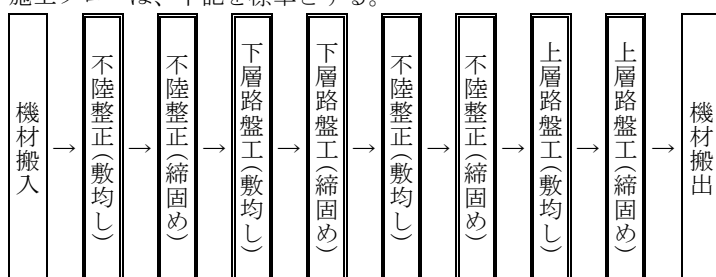 施工フローは、下記を標準とする。
機材搬入
→
不陸整正(敷均し)
→
不陸整正(締固め)
→
下層路盤工(敷均し)
→
下層路盤工(締固め)
→
不陸整正(敷均し)
→
不陸整正(締固め)
→
上層路盤工(敷均し)
→
上層路盤工(締固め)
→
機材搬出